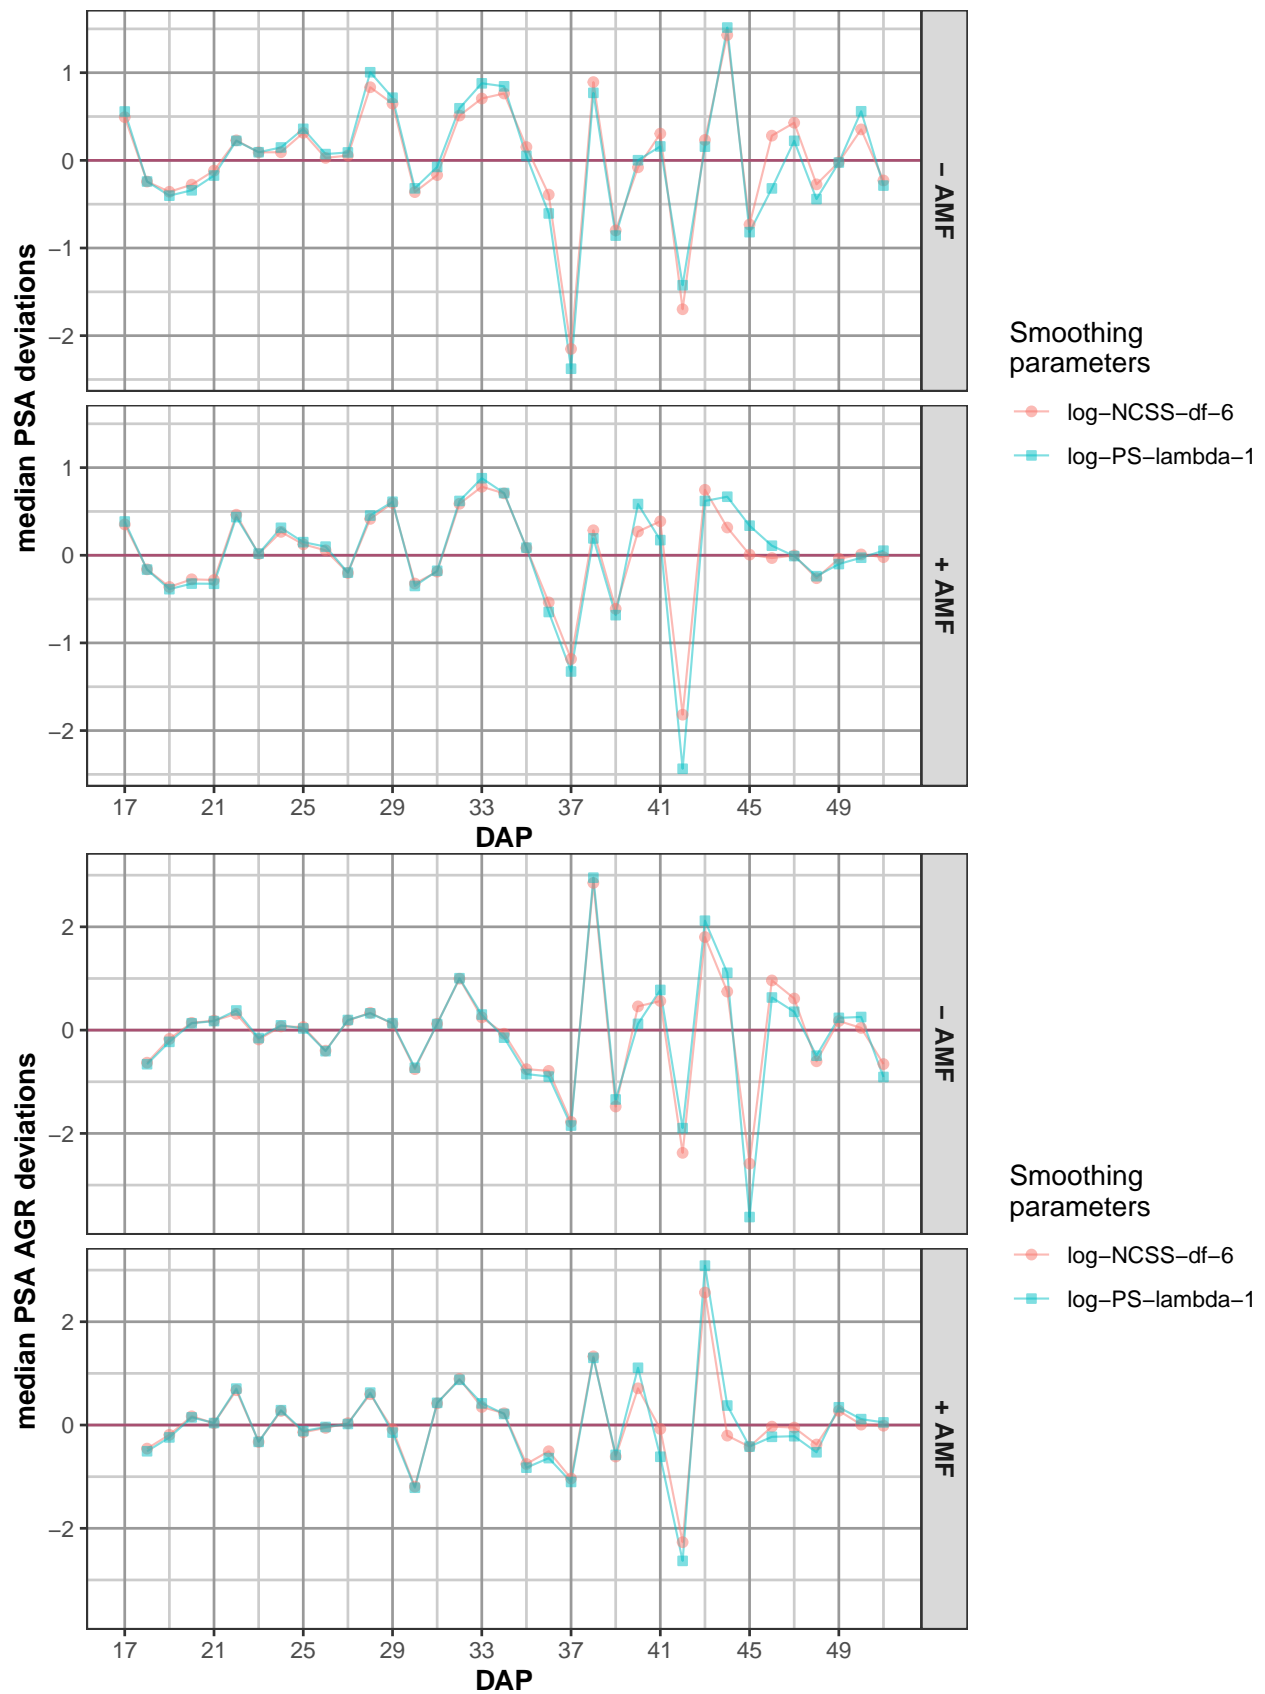 median PSA deviations
1
0
−1
−2
− AMF
1
0
−1
−2
+ AMF
17 21 25 29 33 37 41 45 49
DAP
Smoothing
parameters
log−NCSS−df−6
log−PS−lambda−1
median PSA AGR deviations
2
0
−2
− AMF
2
0
−2
+ AMF
17 21 25 29 33 37 41 45 49
DAP
Smoothing
parameters
log−NCSS−df−6
log−PS−lambda−1